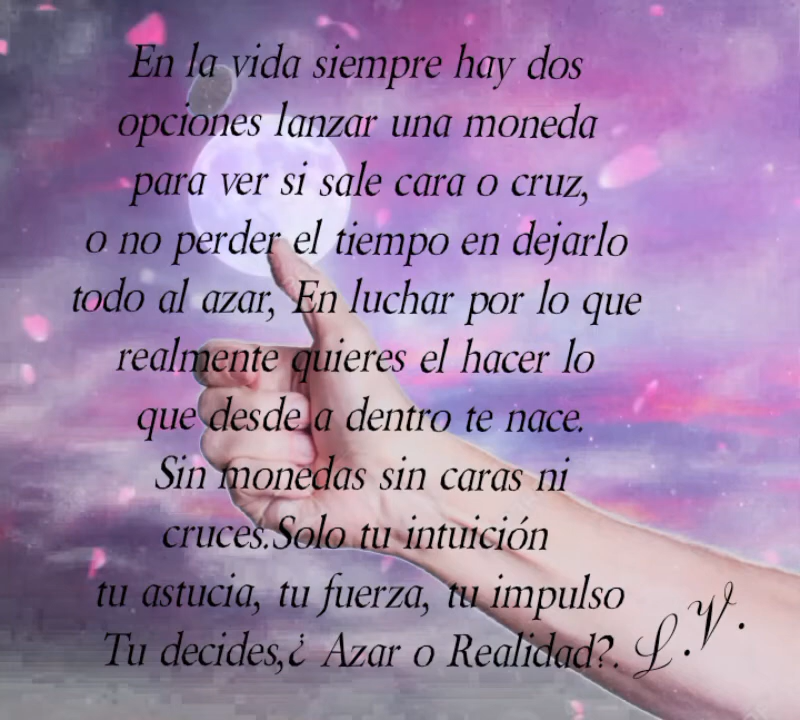 En la vida siempre hay dos
opciones lanzar una moneda
para ver si sale cara o cruz,
o no perder el tiempo en dejarlo
todo al azar, En luchar por lo que
realmente quieres el hacer lo
que desde a dentro te nace.
Sin monedas sin caras ni
cruces.Solo tu intuición
tu astucia, tu fuerza, tu impulso
Tu decides,¿ Azar o Realidad?.
L.V.